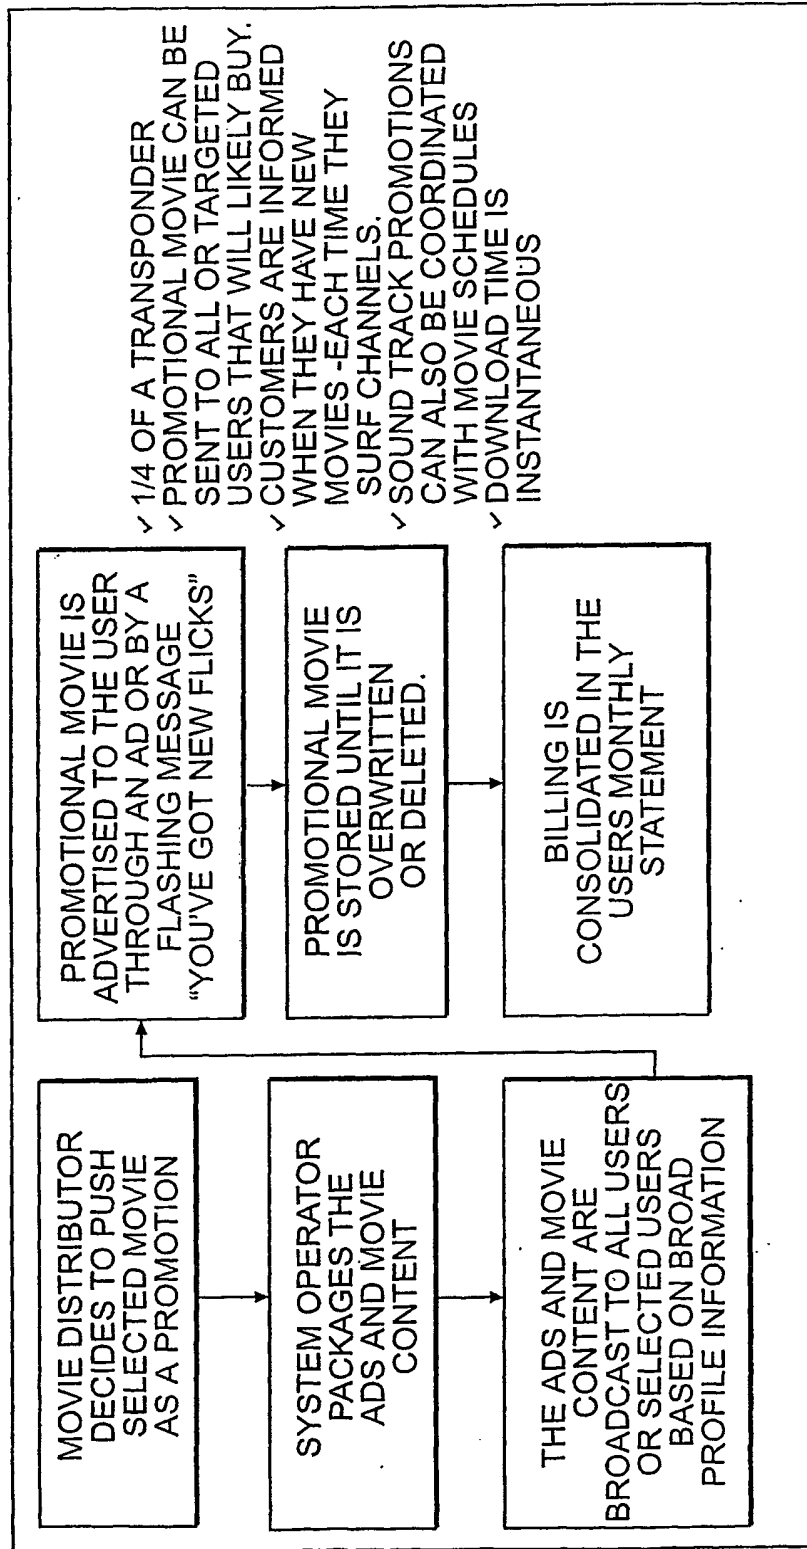 MOVIE DISTRIBUTOR
DECIDES TO PUSH
SELECTED MOVIE
AS A PROMOTION
SYSTEM OPERATOR
PACKAGES THE
ADS AND MOVIE
CONTENT
THE ADS AND MOVIE
CONTENT ARE
BROADCAST TO ALL USERS
OR SELECTED USERS
BASED ON BROAD
PROFILE INFORMATION
PROMOTIONAL MOVIE IS
ADVERTISED TO THE USER
THROUGH AN AD OR BY A
FLASHING MESSAGE
“YOU'VE GOT NEW FLICKS”
PROMOTIONAL MOVIE
IS STORED UNTIL IT IS
OVERWRITTEN
OR DELETED.
BILLING IS
CONSOLIDATED IN THE
USERS MONTHLY
STATEMENT
✓ 1/4 OF A TRANSPONDER
✓ PROMOTIONAL MOVIE CAN BE
SENT TO ALL OR TARGETED
USERS THAT WILL LIKELY BUY.
✓ CUSTOMERS ARE INFORMED
WHEN THEY HAVE NEW
MOVIES -EACH TIME THEY
SURF CHANNELS.
✓ SOUND TRACK PROMOTIONS
CAN ALSO BE COORDINATED
WITH MOVIE SCHEDULES
✓ DOWNLOAD TIME IS
INSTANTANEOUS